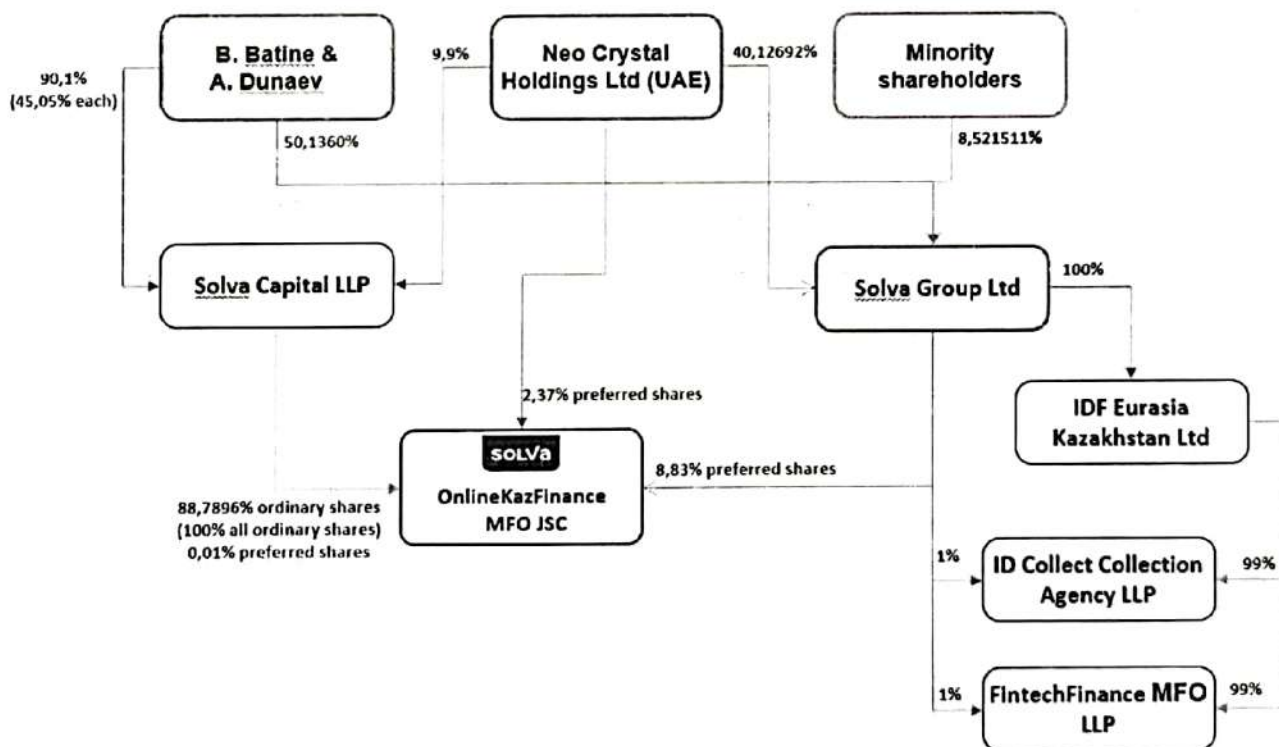 B. Batine &
A. Dunaev
Neo Crystal
Holdings Ltd (UAE)
Minority
shareholders
90,1%
(45,05% each)
9,9%
40,12692%
50,1360%
8,521511%
Solva Capital LLP
Solva Group Ltd
100%
IDF Eurasia
Kazakhstan Ltd
2,37% preferred shares
SOLVa
OnlineKazFinance
MFO JSC
8,83% preferred shares
88,7896% ordinary shares
(100% all ordinary shares)
0,01% preferred shares
1%
ID Collect Collection
Agency LLP
99%
1%
FintechFinance MFO
LLP
99%